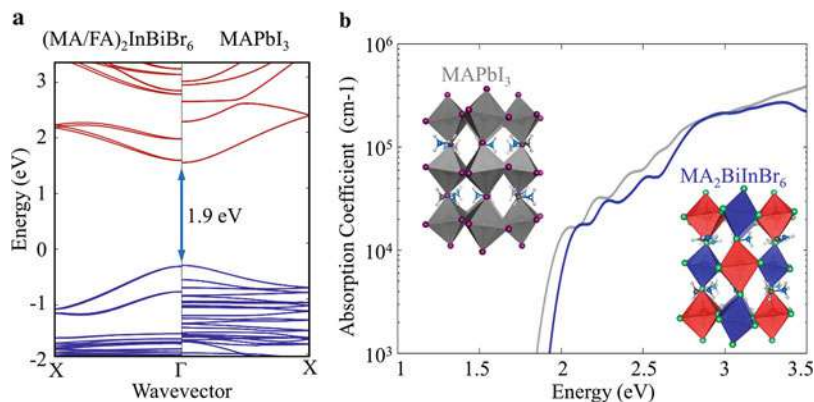 a
(MA/FA)2InBiBr6 MAPbI3
3
2
1
0
-1
-2
Energy (eV)
1.9 eV
X Γ X
Wavevector
b
10^6
10^5
10^4
10^3
Absorption Coefficient (cm-1)
MAPbI3
MA2BiInBr6
1 1.5 2 2.5 3 3.5
Energy (eV)